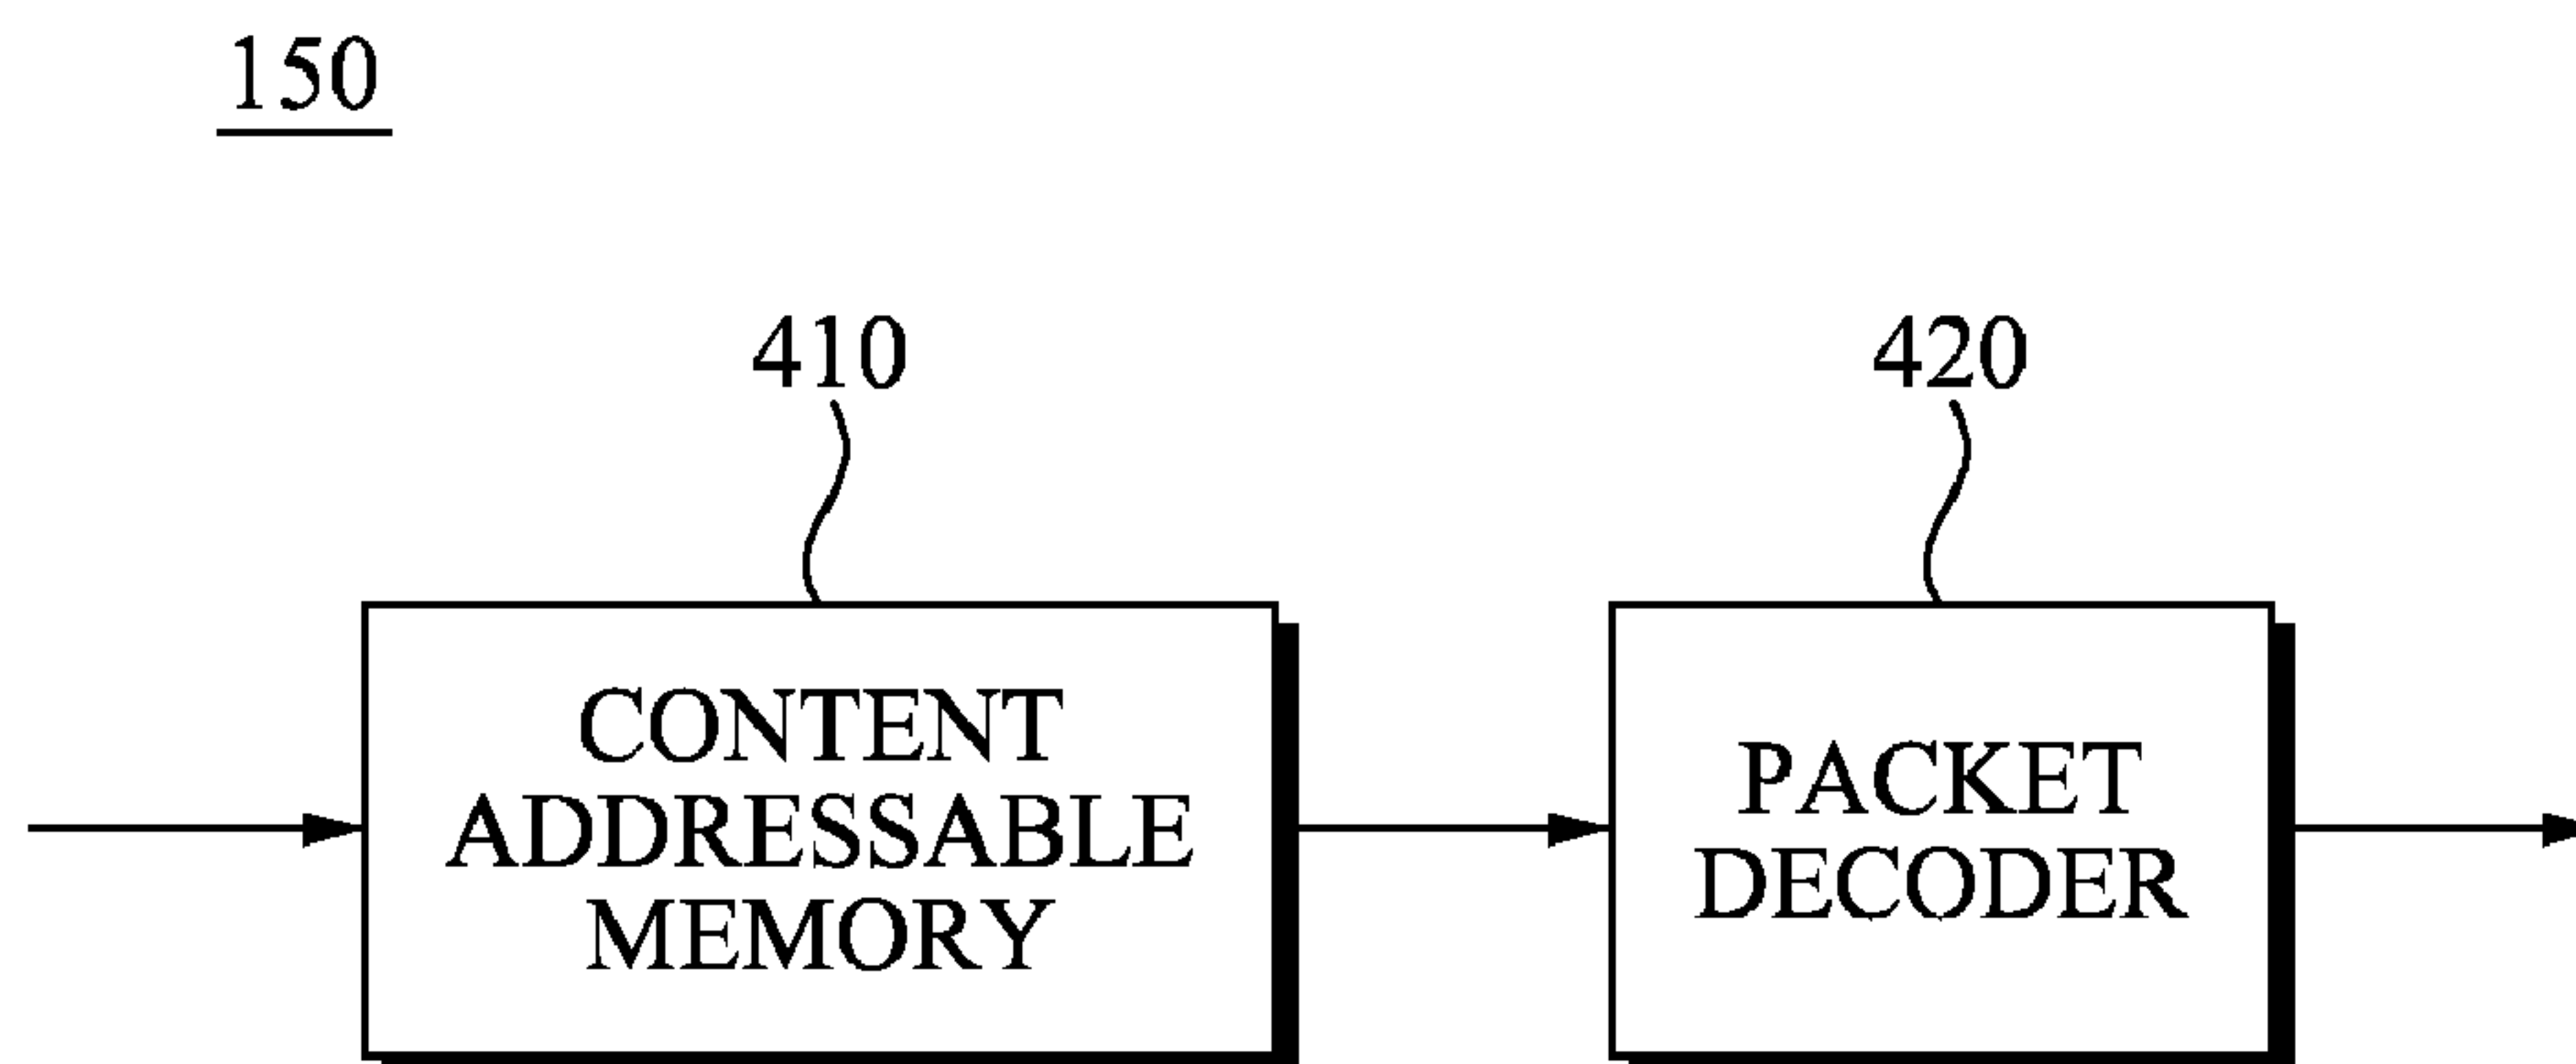 150
410
420
CONTENT
ADDRESSABLE
MEMORY
PACKET
DECODER